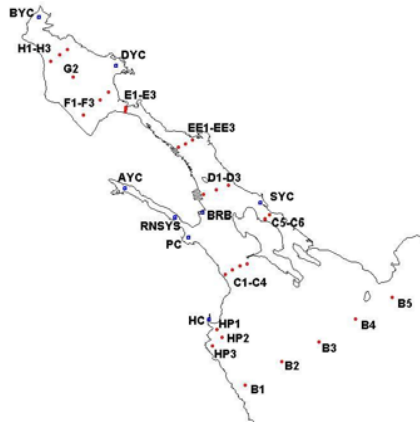 BYC
H1-H3
DYC
G2
F1-F3
E1-E3
EE1-EE3
D1-D3
AYC
SYC
RNSYS
BRB
C5-C6
PC
C1-C4
B5
B4
HC
HP1
HP2
B3
HP3
B2
B1